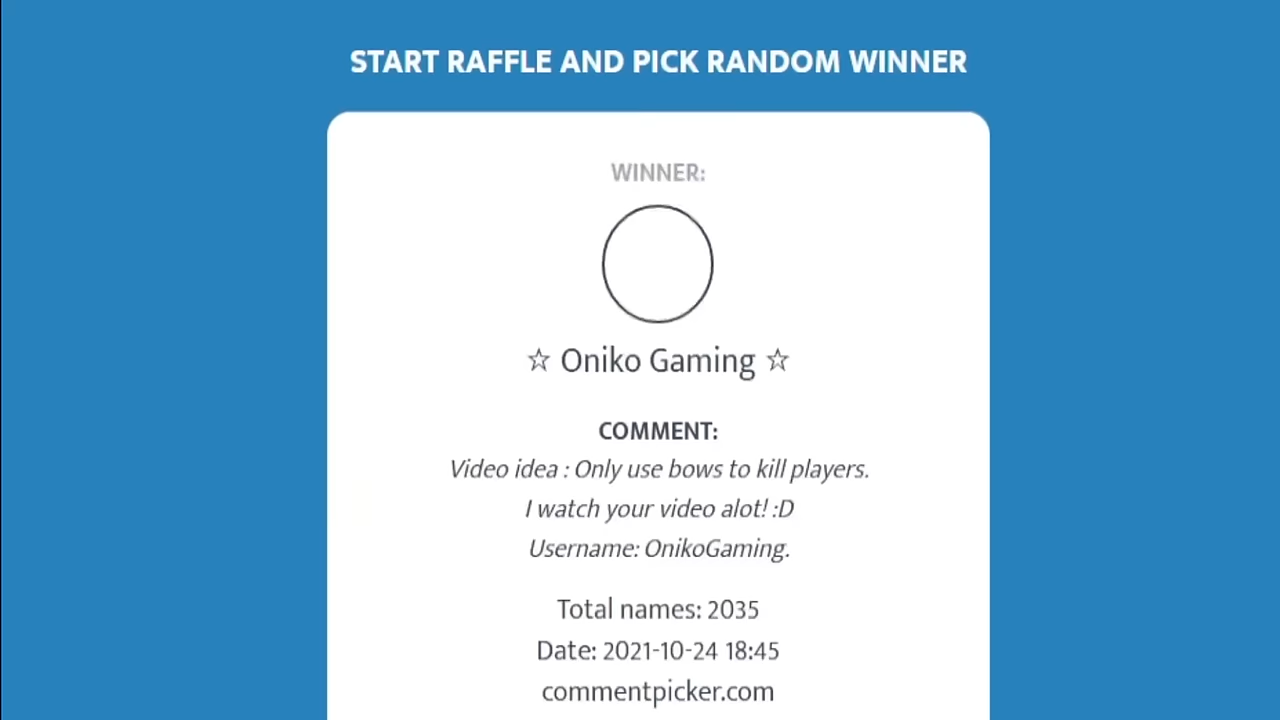 START RAFFLE AND PICK RANDOM WINNER
WINNER:
☆ Oniko Gaming ☆
COMMENT:
Video idea : Only use bows to kill players.
I watch your video alot! :D
Username: OnikoGaming.
Total names: 2035
Date: 2021-10-24 18:45
commentpicker.com